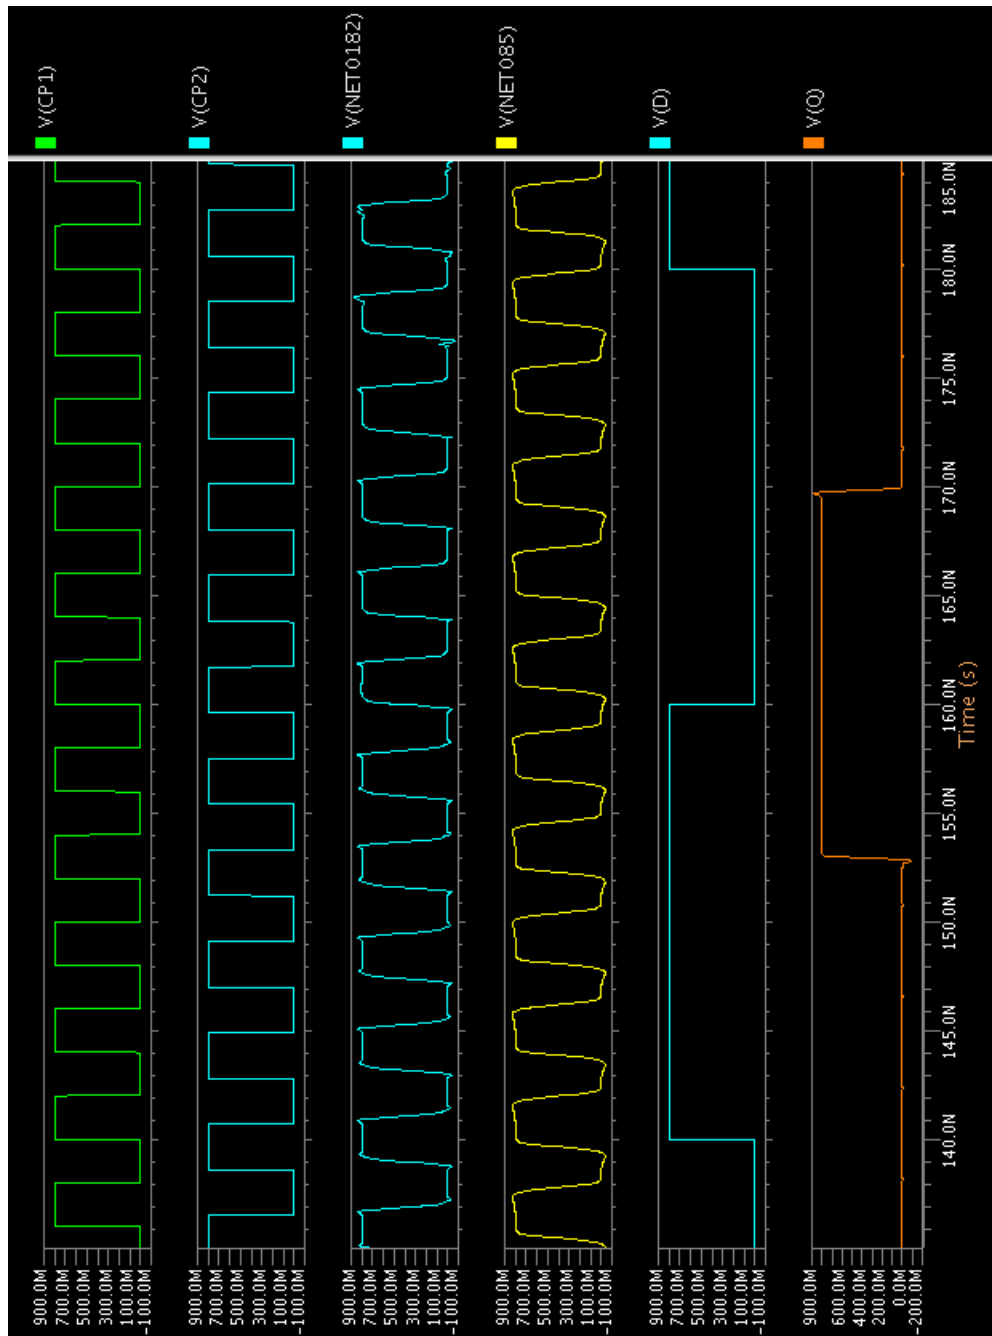 V(CP1)
900.0M
700.0M
500.0M
300.0M
100.0M
-100.0M
V(CP2)
900.0M
700.0M
500.0M
300.0M
100.0M
-100.0M
V(NET0182)
900.0M
700.0M
500.0M
300.0M
100.0M
-100.0M
V(NET085)
900.0M
700.0M
500.0M
300.0M
100.0M
-100.0M
V(D)
900.0M
700.0M
500.0M
300.0M
100.0M
-100.0M
V(Q)
900.0M
600.0M
400.0M
200.0M
0.0M
-200.0M
140.0N 145.0N 150.0N 155.0N 160.0N 165.0N 170.0N 175.0N 180.0N 185.0N
Time (s)